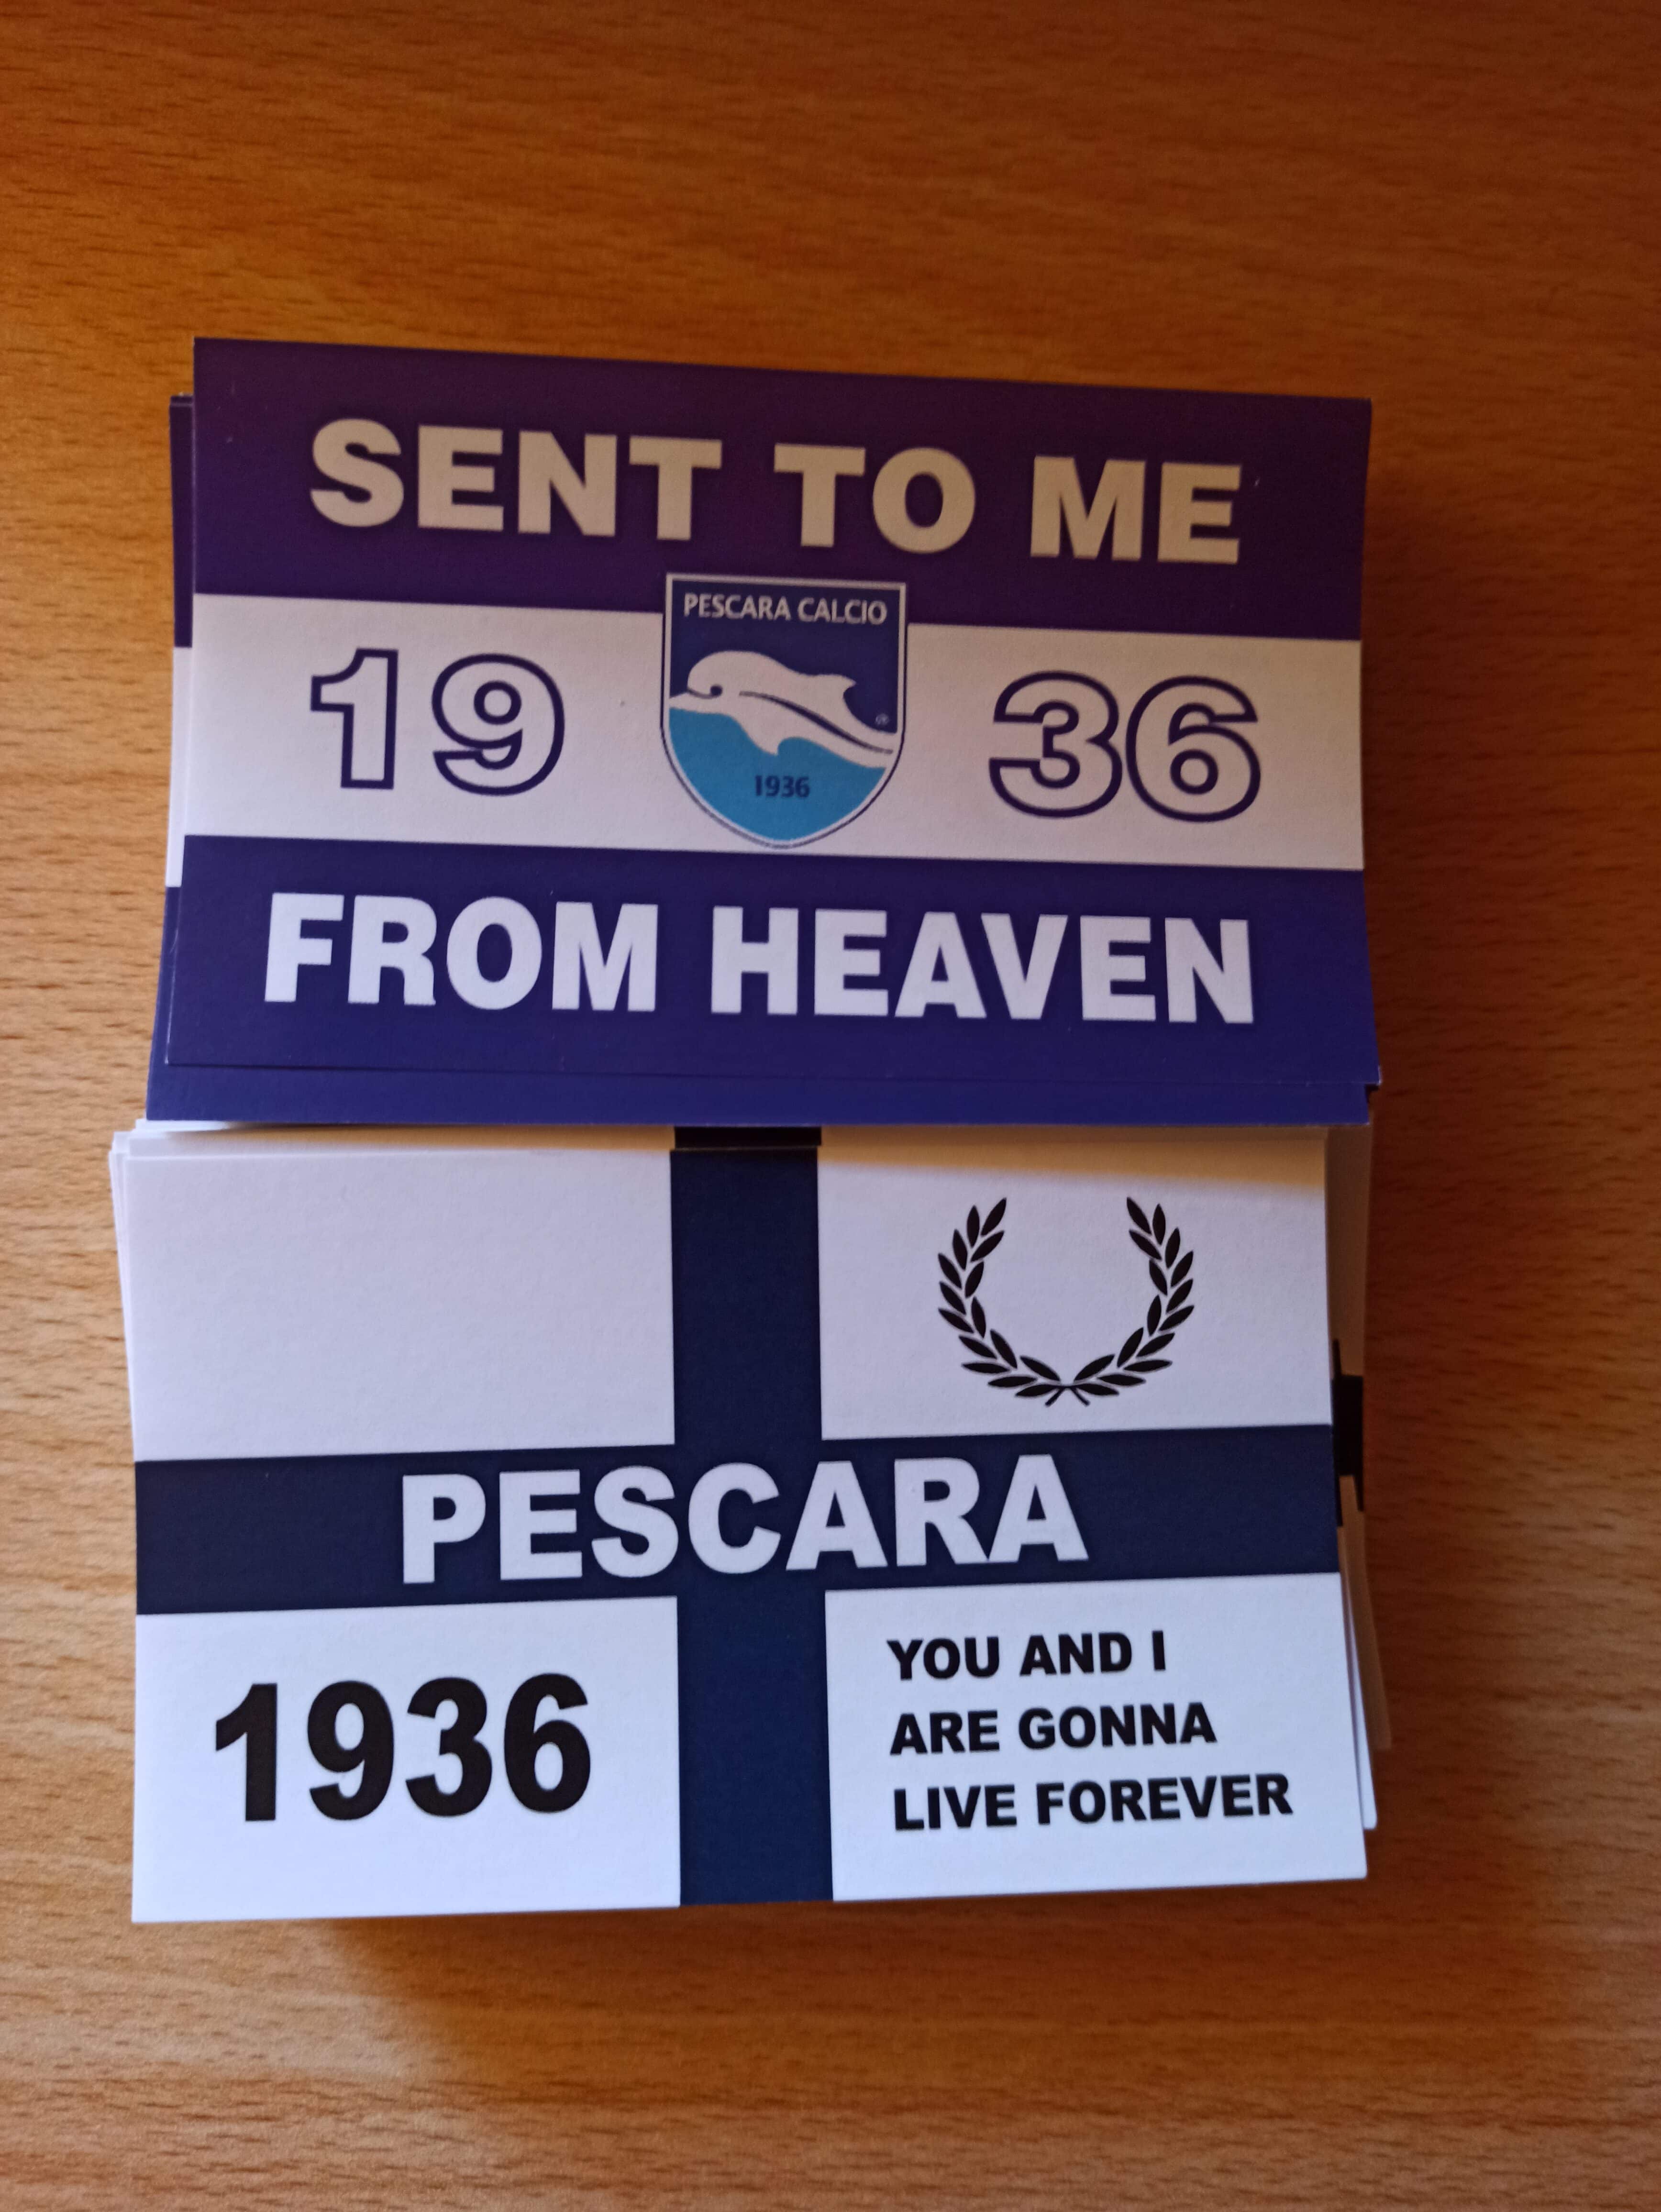 SENT TO ME
PESCARA CALCIO
19 36
®
1936
FROM HEAVEN
PESCARA
1936
YOU AND I
ARE GONNA
LIVE FOREVER